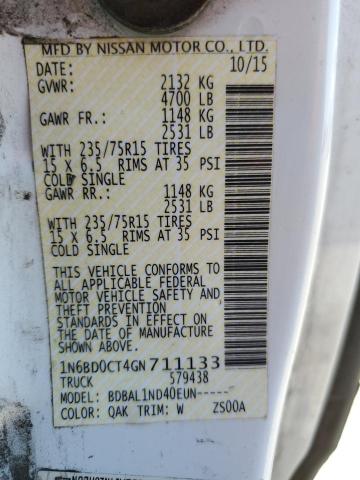 MFD BY NISSAN MOTOR CO., LTD.
DATE: 10/15
GVWR: 2132 KG
4700 LB
GAWR FR.: 1148 KG
2531 LB
WITH 235/75R15 TIRES
15 X 6.5 RIMS AT 35 PSI
COLD SINGLE
GAWR RR.: 1148 KG
2531 LB
WITH 235/75R15 TIRES
15 X 6.5 RIMS AT 35 PSI
COLD SINGLE
THIS VEHICLE CONFORMS TO
ALL APPLICABLE FEDERAL
MOTOR VEHICLE SAFETY AND
THEFT PREVENTION
STANDARDS IN EFFECT ON
THE DATE OF MANUFACTURE
SHOWN ABOVE.
1N6BD0CT4GN711133
TRUCK 579438
MODEL: BDBAL1ND40EUN-----
COLOR: QAK TRIM: W ZS00A